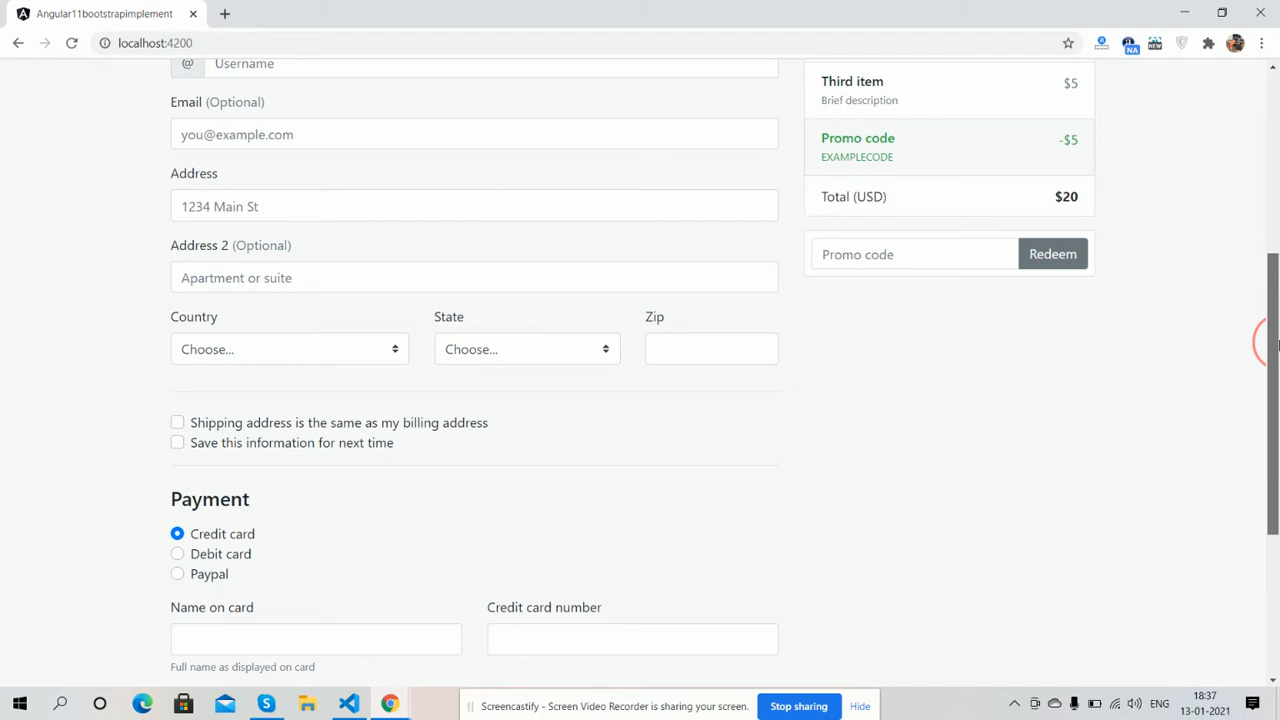 Angular11bootstrapimplement
localhost:4200
NA
NEW
@ Username
Email (Optional)
you@example.com
Address
1234 Main St
Address 2 (Optional)
Apartment or suite
Country State Zip
Choose... Choose...
Shipping address is the same as my billing address
Save this information for next time
Payment
Credit card
Debit card
Paypal
Name on card Credit card number
Full name as displayed on card
Third item $5
Brief description
Promo code -$5
EXAMPLECODE
Total (USD) $20
Promo code Redeem
Screencastify - Screen Video Recorder is sharing your screen. Stop sharing Hide
ENG
18:37
13-01-2021